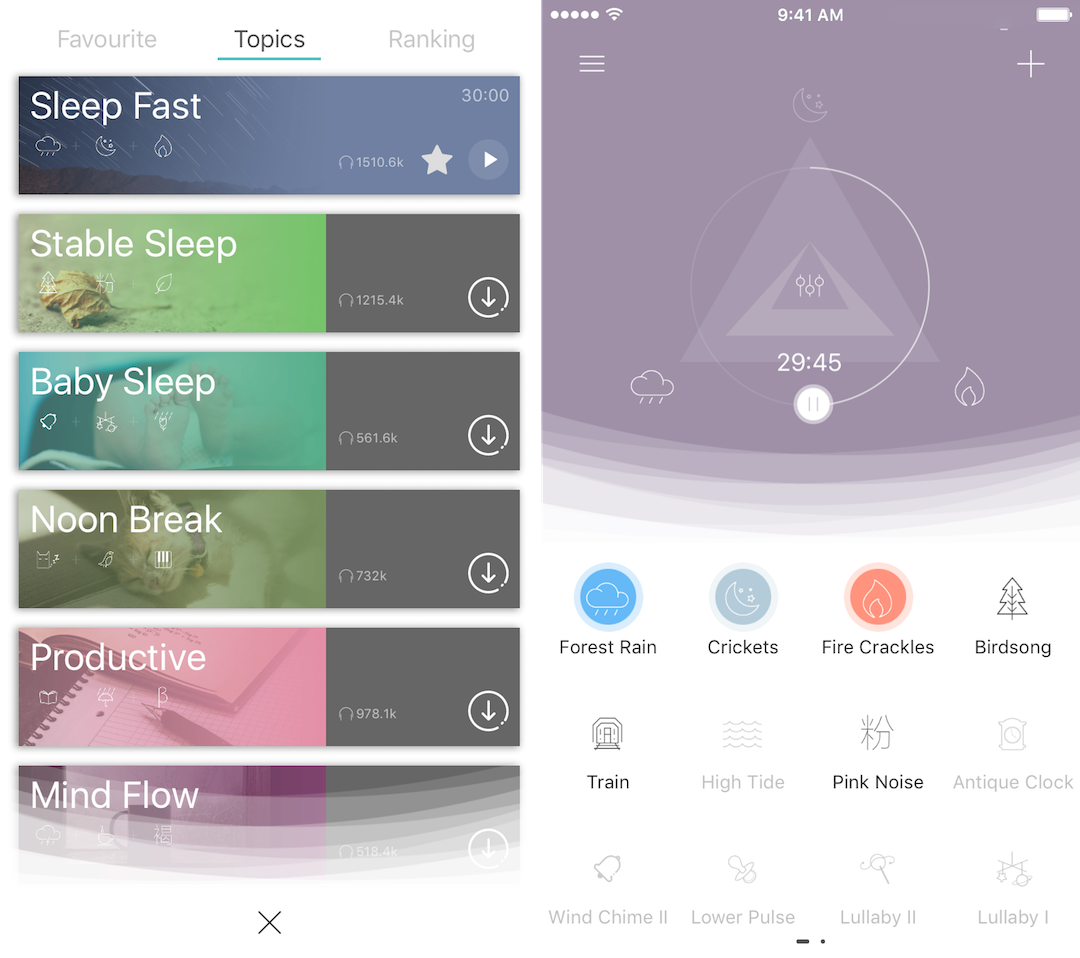 Favourite Topics Ranking
Sleep Fast
30:00
1510.6k
Stable Sleep
粉
1215.4k
Baby Sleep
561.6k
Noon Break
732k
Productive
β
978.1k
Mind Flow
褐
518.4k
9:41 AM
29:45
Forest Rain Crickets Fire Crackles Birdsong
粉
Train High Tide Pink Noise Antique Clock
Wind Chime II Lower Pulse Lullaby II Lullaby I